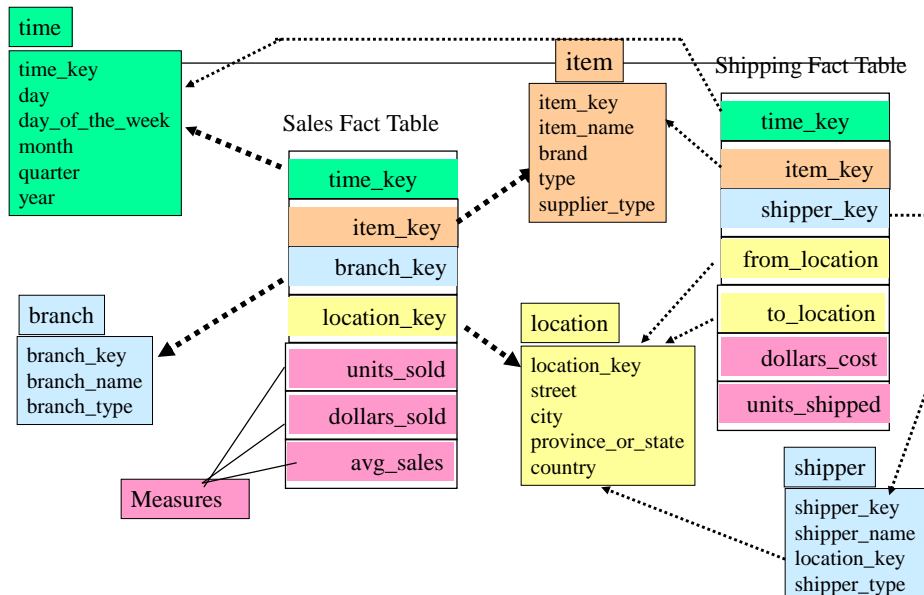 time
time_key
day
day_of_the_week
month
quarter
year
Sales Fact Table
time_key
item_key
branch_key
location_key
units_sold
dollars_sold
avg_sales
Measures
branch
branch_key
branch_name
branch_type
item
item_key
item_name
brand
type
supplier_type
location
location_key
street
city
province_or_state
country
Shipping Fact Table
time_key
item_key
shipper_key
from_location
to_location
dollars_cost
units_shipped
shipper
shipper_key
shipper_name
location_key
shipper_type